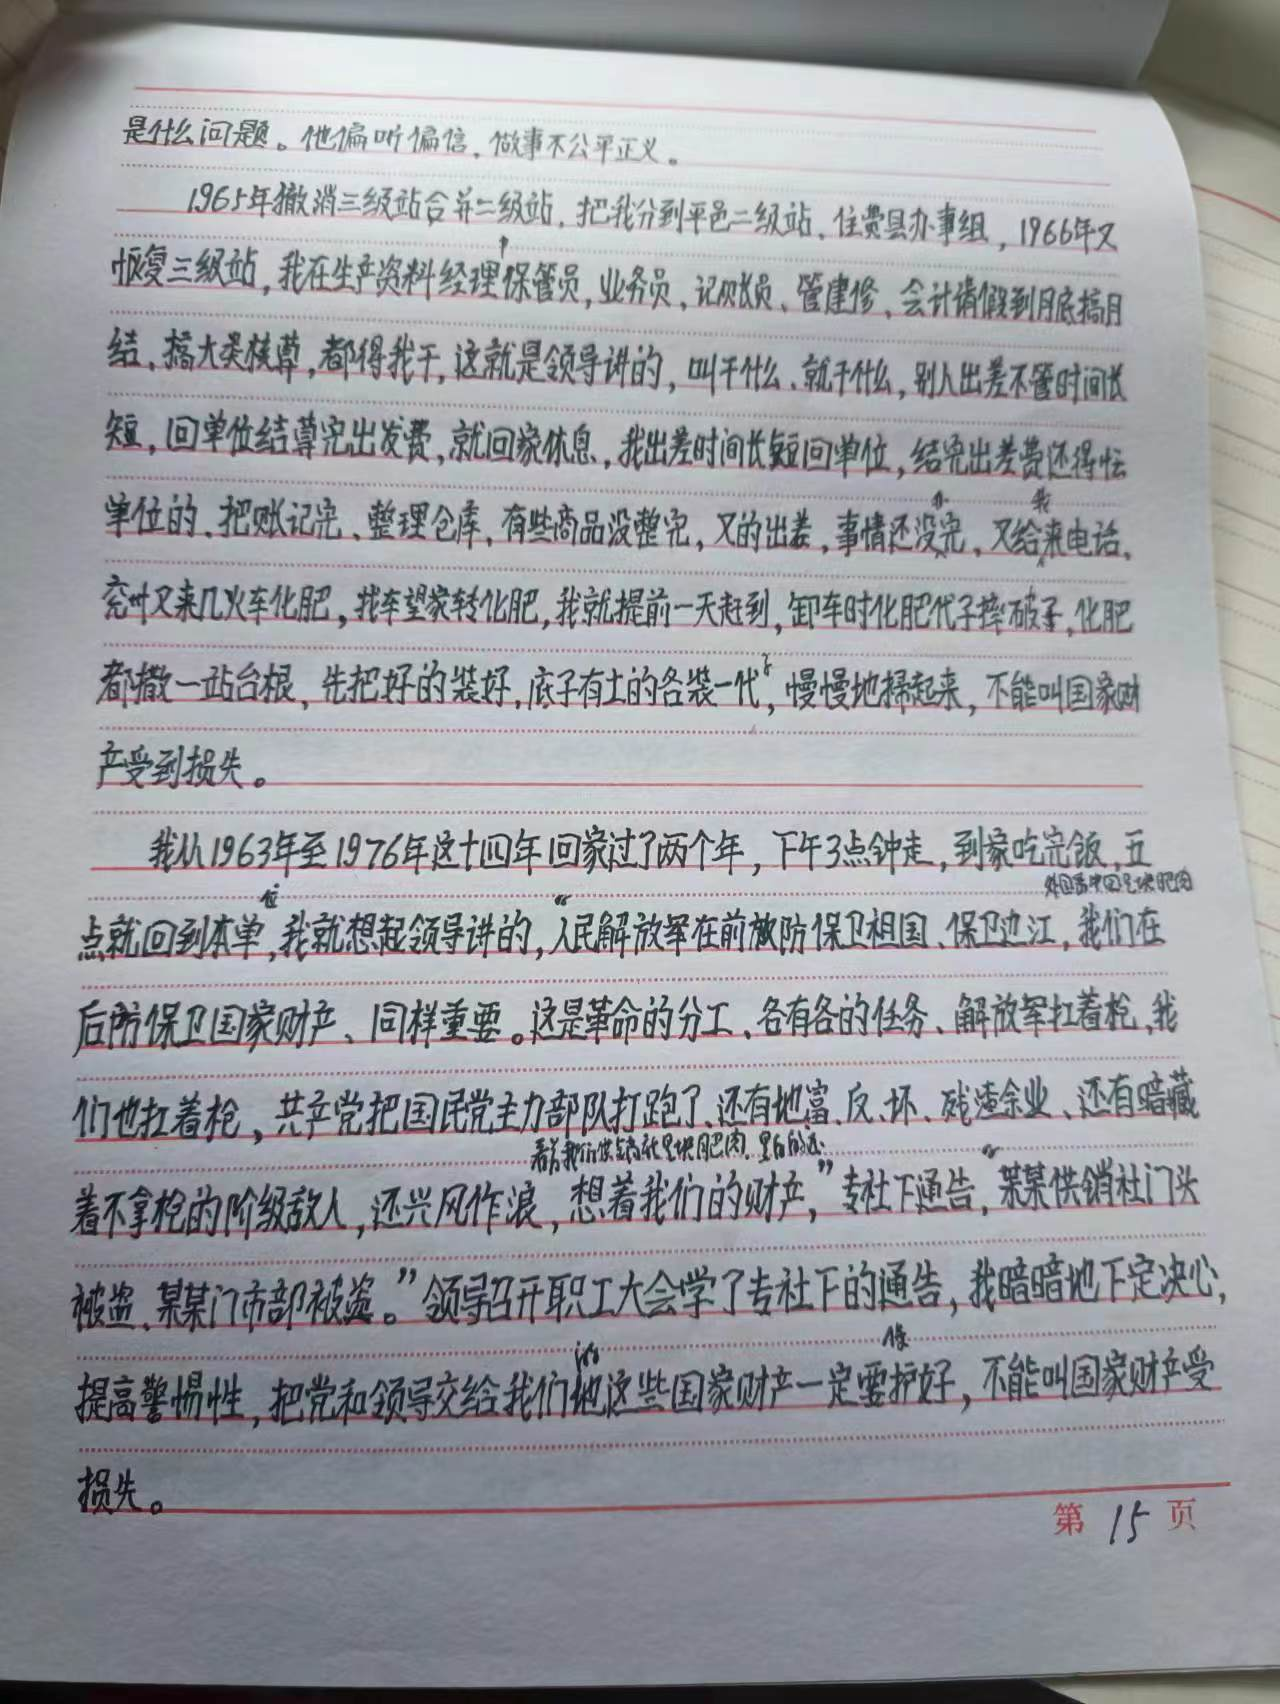 是什么问题。他偏听偏信，做事不公平正义。
1965年撤消三级站合并二级站，把我分到平邑二级站，住费县办事组，1966年又
恢复三级站，我在生产资料经理保管员，业务员、记账员、管建修、会计请假到月底搞月
结，搞大类核算，都得我干，这就是领导讲的，叫干什么、就干什么，别人出差不管时间长
短，回单位结算完出发费，就回家休息，我出差时间长短回单位，结完出差费还得忙
单位的、把账记完、整理仓库，有些商品没整完，又的出差，事情还没办完，又给我来电话，
兖州又来几火车化肥，找车望家转化肥，我就提前一天赶到，卸车时化肥代子摔破了，化肥
都撒一站台根，先把好的装好，底子有土的各装一代子，慢慢地掃起来，不能叫国家财
产受到损失。
我从1963年至1976年这十四年回家过了两个年，下午3点钟走，到家吃完饭，五
点就回到本单位，我就想起领导讲的，“人民解放军在前放防保卫祖国、保卫边江，我们在
后防保卫国家财产、同样重要。这是革命的分工、各有各的任务、解放军扛着枪，我
们也扛着枪，共产党把国民党主力部队打跑了、还有地富、反、坏、残渣余业、还有暗藏
看着我们供销社是块肥肉
着不拿枪的阶级敌人，还兴风作浪，想着我们的财产，”专社下通告，“某某供销社门头
被盗、某某门市部被盗。”领导召开职工大会学了专社下的通告，我暗暗地下定决心，
提高警惕性，把党和领导交给我们的这些国家财产一定要保护好，不能叫国家财产受
损失。
第 15 页